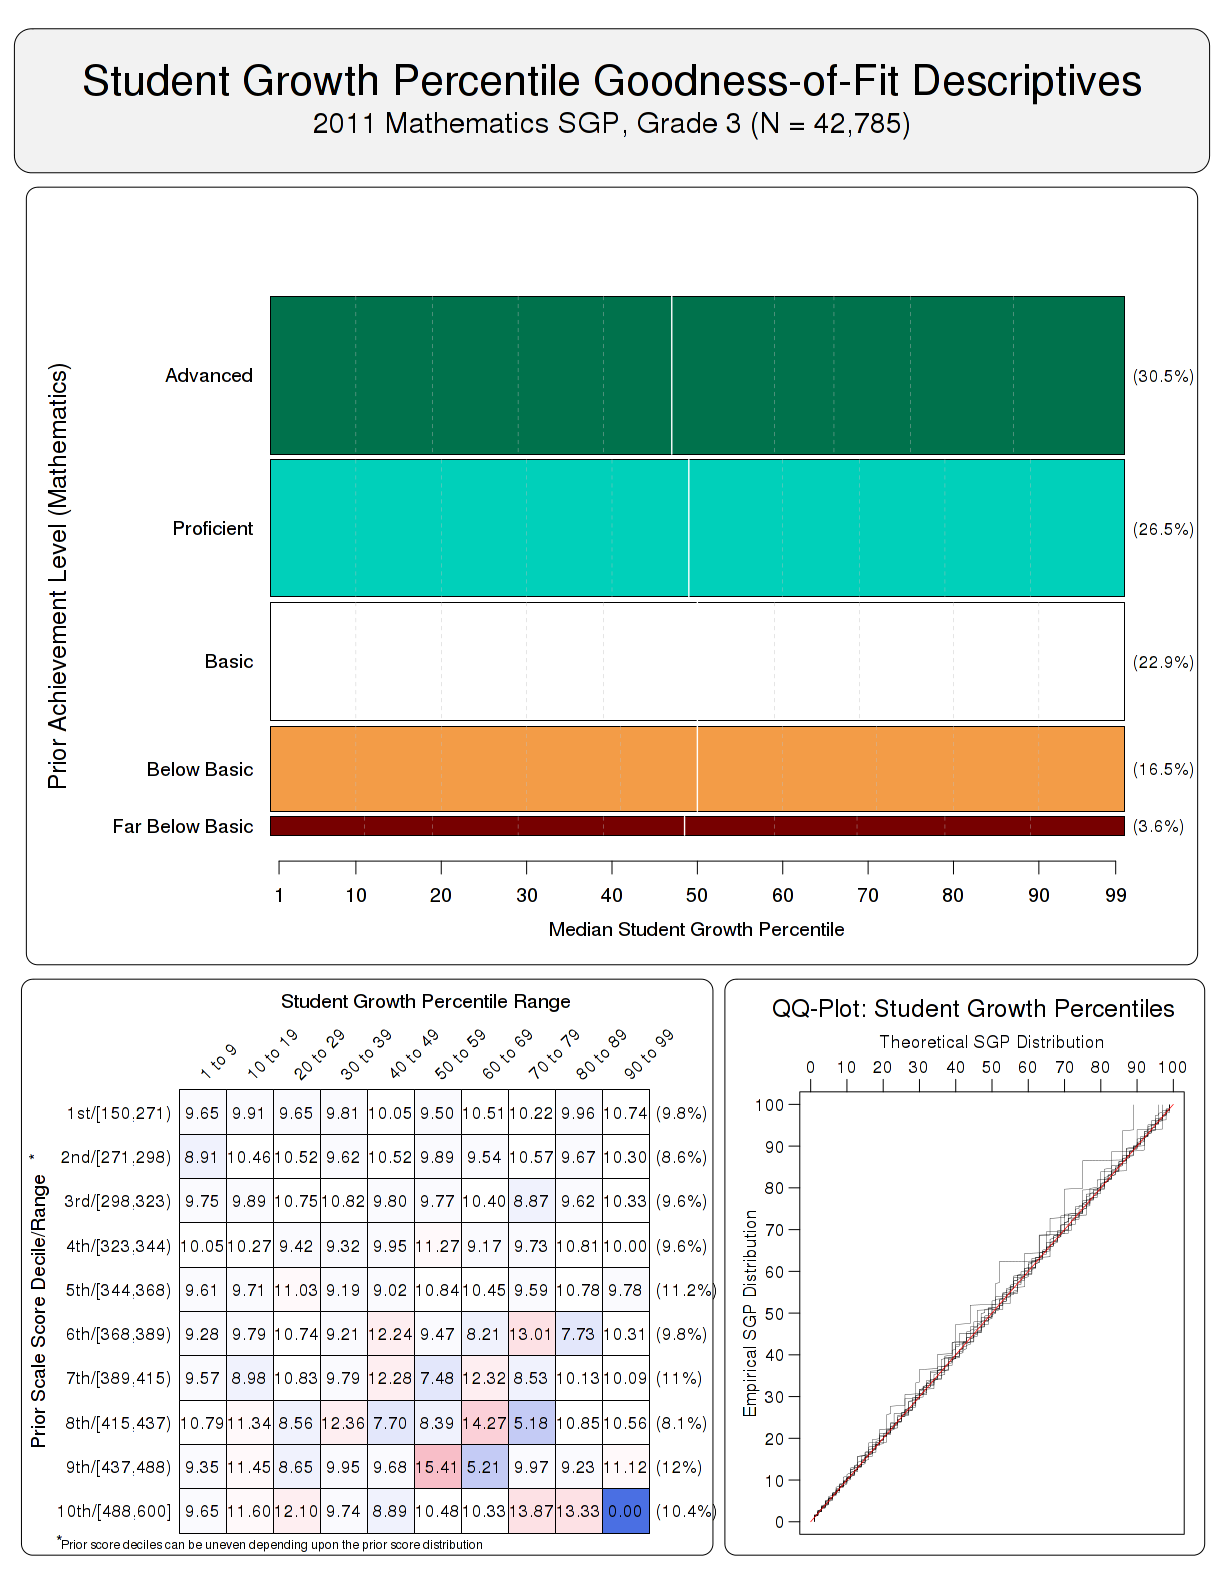 Student Growth Percentile Goodness-of-Fit Descriptives
2011 Mathematics SGP, Grade 3 (N = 42,785)
Prior Achievement Level (Mathematics)
Advanced (30.5%)
Proficient (26.5%)
Basic (22.9%)
Below Basic (16.5%)
Far Below Basic (3.6%)
1 10 20 30 40 50 60 70 80 90 99
Median Student Growth Percentile
Student Growth Percentile Range
1 to 9 10 to 19 20 to 29 30 to 39 40 to 49 50 to 59 60 to 69 70 to 79 80 to 89 90 to 99
Prior Scale Score Decile/Range *
1st/[150,271) 9.65 9.91 9.65 9.81 10.05 9.50 10.51 10.22 9.96 10.74 (9.8%)
2nd/[271,298) 8.91 10.46 10.52 9.62 10.52 9.89 9.54 10.57 9.67 10.30 (8.6%)
3rd/[298,323) 9.75 9.89 10.75 10.82 9.80 9.77 10.40 8.87 9.62 10.33 (9.6%)
4th/[323,344) 10.05 10.27 9.42 9.32 9.95 11.27 9.17 9.73 10.81 10.00 (9.6%)
5th/[344,368) 9.61 9.71 11.03 9.19 9.02 10.84 10.45 9.59 10.78 9.78 (11.2%)
6th/[368,389) 9.28 9.79 10.74 9.21 12.24 9.47 8.21 13.01 7.73 10.31 (9.8%)
7th/[389,415) 9.57 8.98 10.83 9.79 12.28 7.48 12.32 8.53 10.13 10.09 (11%)
8th/[415,437) 10.79 11.34 8.56 12.36 7.70 8.39 14.27 5.18 10.85 10.56 (8.1%)
9th/[437,488) 9.35 11.45 8.65 9.95 9.68 15.41 5.21 9.97 9.23 11.12 (12%)
10th/[488,600] 9.65 11.60 12.10 9.74 8.89 10.48 10.33 13.87 13.33 0.00 (10.4%)
*Prior score deciles can be uneven depending upon the prior score distribution
QQ-Plot: Student Growth Percentiles
Theoretical SGP Distribution
0 10 20 30 40 50 60 70 80 90 100
Empirical SGP Distribution
100
90
80
70
60
50
40
30
20
10
0